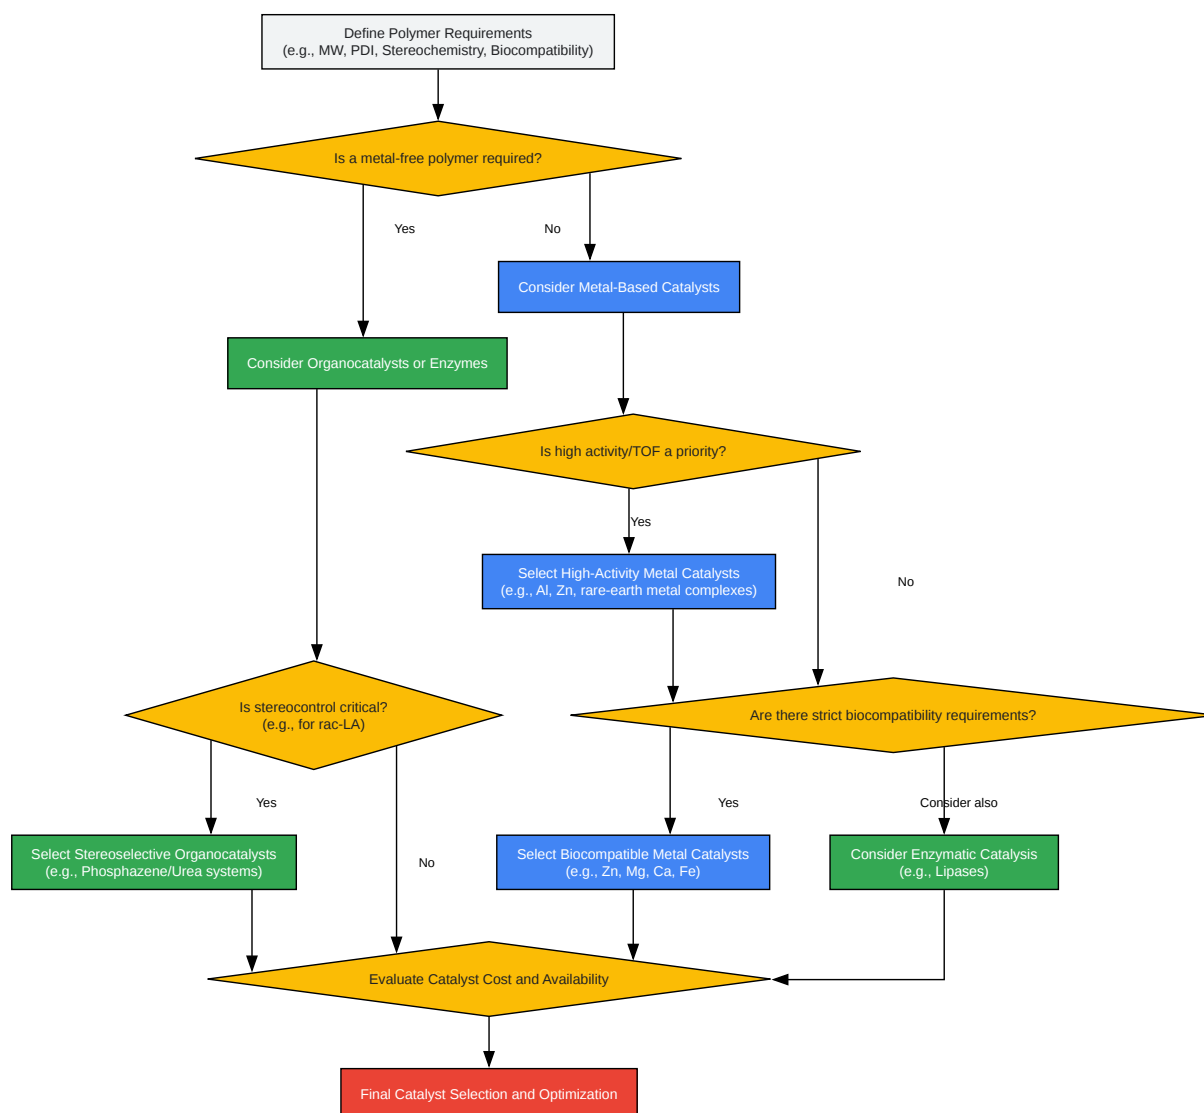 Define Polymer Requirements
(e.g., MW, PDI, Stereochemistry, Biocompatibility)
Is a metal-free polymer required?
Yes
No
Consider Metal-Based Catalysts
Consider Organocatalysts or Enzymes
Is high activity/TOF a priority?
Yes
Select High-Activity Metal Catalysts
(e.g., Al, Zn, rare-earth metal complexes)
No
Is stereocontrol critical?
(e.g., for rac-LA)
Are there strict biocompatibility requirements?
Yes
Yes
Consider also
Select Stereoselective Organocatalysts
(e.g., Phosphazene/Urea systems)
No
Select Biocompatible Metal Catalysts
(e.g., Zn, Mg, Ca, Fe)
Consider Enzymatic Catalysis
(e.g., Lipases)
Evaluate Catalyst Cost and Availability
Final Catalyst Selection and Optimization